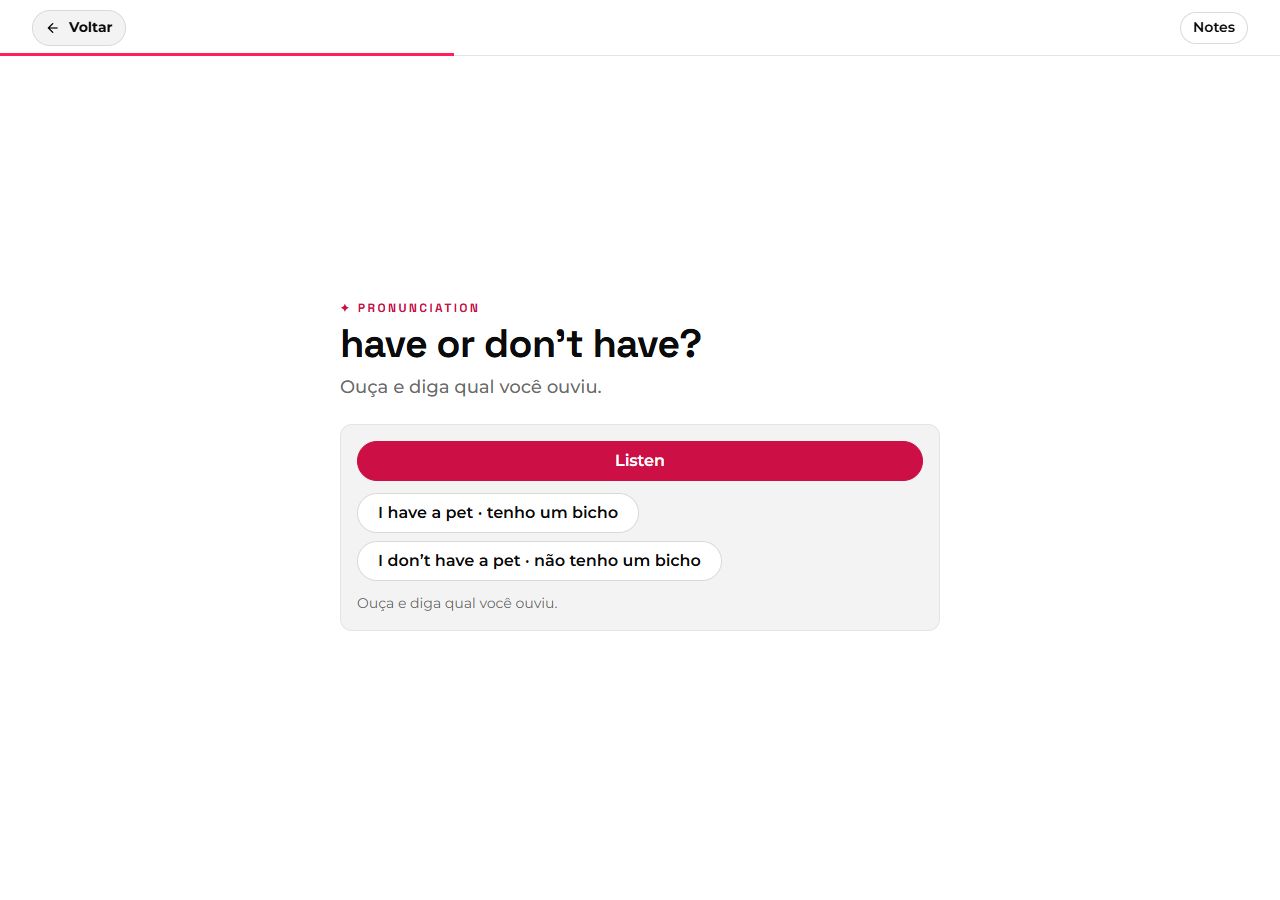 ← Voltar
Notes
✦ PRONUNCIATION
have or don’t have?
Ouça e diga qual você ouviu.
Listen
I have a pet · tenho um bicho
I don’t have a pet · não tenho um bicho
Ouça e diga qual você ouviu.